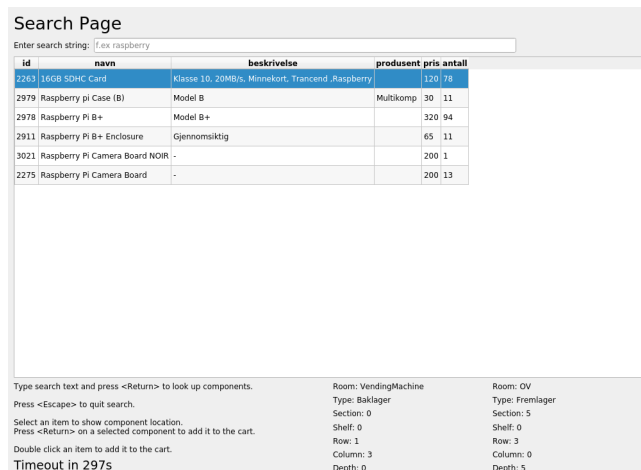 Search Page
Enter search string: f.ex raspberry
id navn beskrivelse produsent pris antall
2263 16GB SDHC Card Klasse 10, 20MB/s, Minnekort, Trancend ,Raspberry 120 78
2979 Raspberry pi Case (B) Model B Multikomp 30 11
2978 Raspberry Pi B+ Model B+ 320 94
2911 Raspberry Pi B+ Enclosure Gjennomsiktig 65 11
3021 Raspberry Pi Camera Board NOIR - 200 1
2275 Raspberry Pi Camera Board - 200 13
Type search text and press <Return> to look up components.
Press <Escape> to quit search.
Select an item to show component location.
Press <Return> on a selected component to add it to the cart.
Double click an item to add it to the cart.
Timeout in 297s
Room: VendingMachine
Type: Baklager
Section: 0
Shelf: 0
Row: 1
Column: 3
Depth: 0
Room: OV
Type: Fremlager
Section: 5
Shelf: 0
Row: 3
Column: 0
Depth: 5